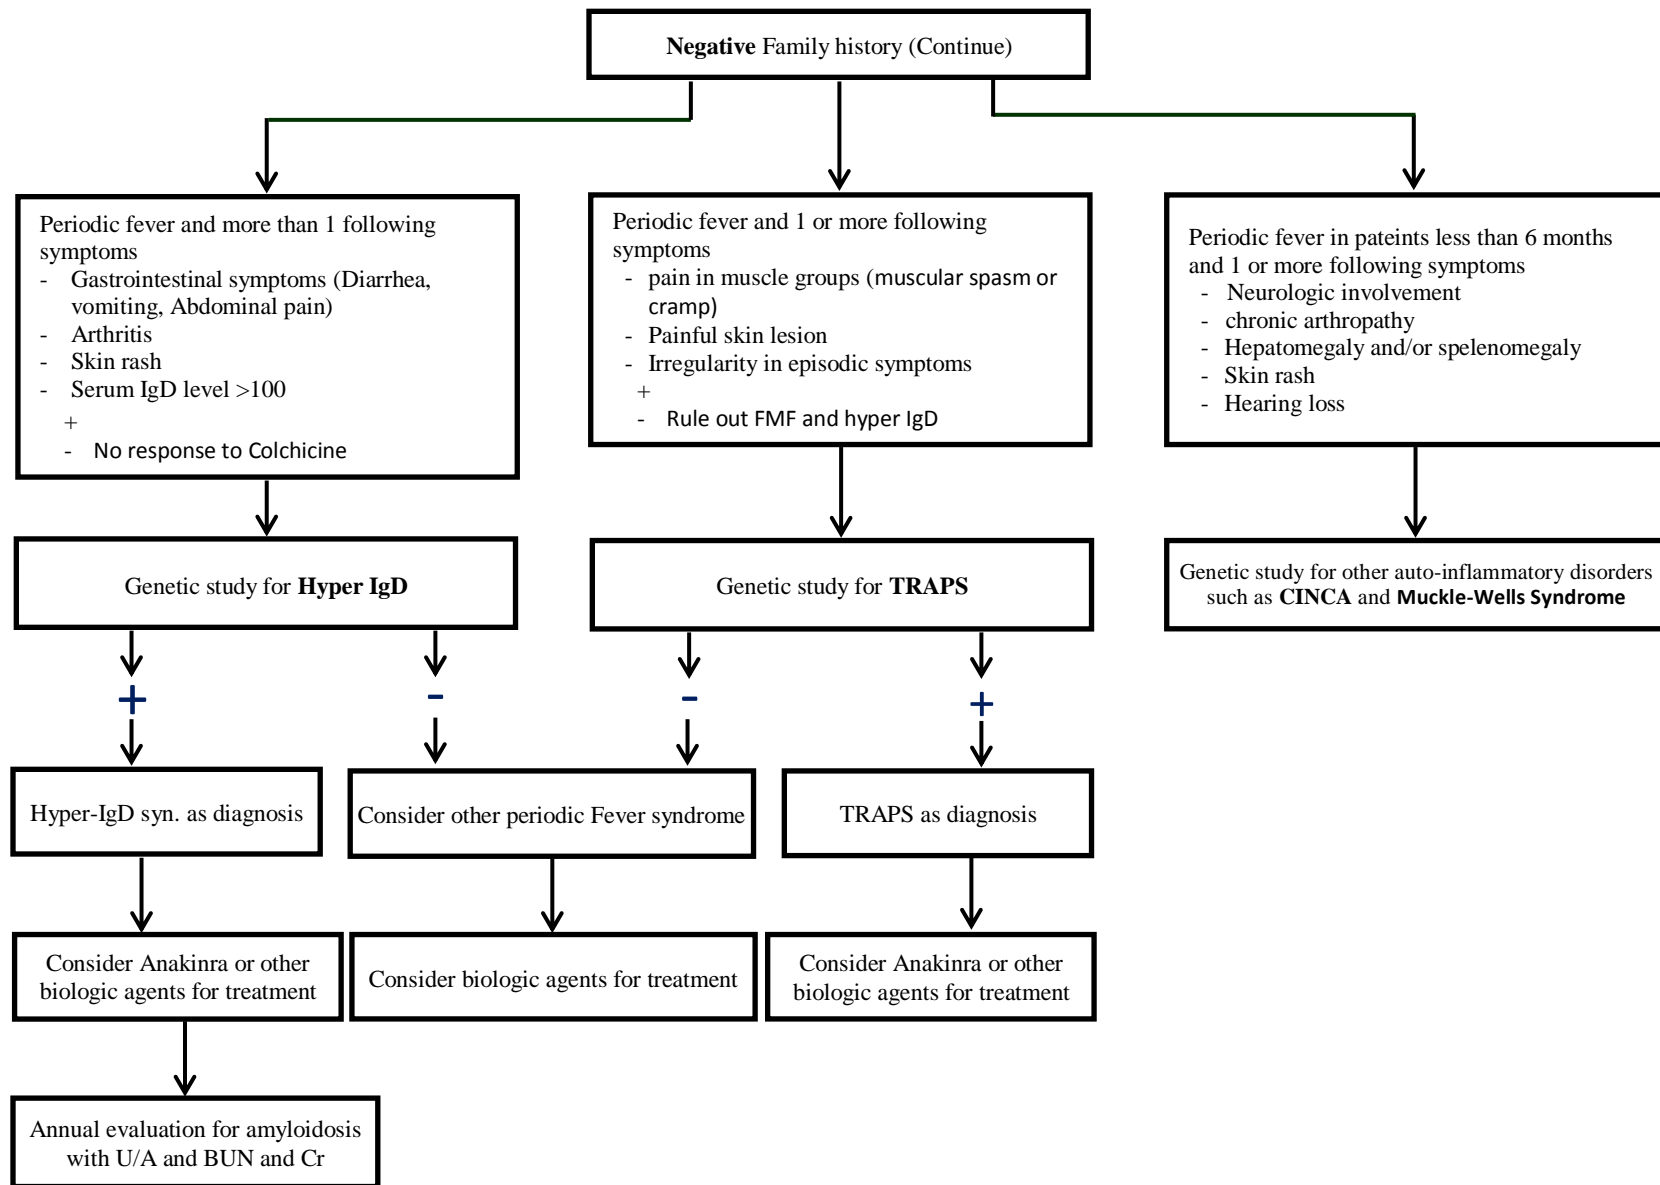 Negative Family history (Continue)
Periodic fever and more than 1 following
symptoms
- Gastrointestinal symptoms (Diarrhea,
vomiting, Abdominal pain)
- Arthritis
- Skin rash
- Serum IgD level >100
+
- No response to Colchicine
Periodic fever and 1 or more following
symptoms
- pain in muscle groups (muscular spasm or
cramp)
- Painful skin lesion
- Irregularity in episodic symptoms
+
- Rule out FMF and hyper IgD
Periodic fever in pateints less than 6 months
and 1 or more following symptoms
- Neurologic involvement
- chronic arthropathy
- Hepatomegaly and/or spelenomegaly
- Skin rash
- Hearing loss
Genetic study for Hyper IgD
Genetic study for TRAPS
Genetic study for other auto-inflammatory disorders
such as CINCA and Muckle-Wells Syndrome
+
-
-
+
Hyper-IgD syn. as diagnosis
Consider other periodic Fever syndrome
TRAPS as diagnosis
Consider Anakinra or other
biologic agents for treatment
Consider biologic agents for treatment
Consider Anakinra or other
biologic agents for treatment
Annual evaluation for amyloidosis
with U/A and BUN and Cr